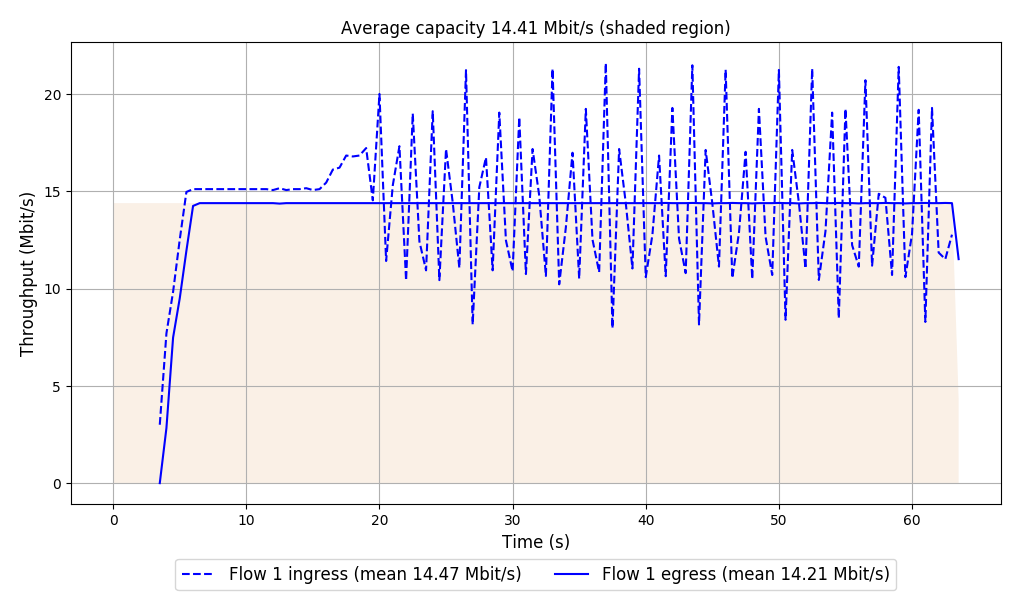 Average capacity 14.41 Mbit/s (shaded region)
Throughput (Mbit/s)
20
15
10
5
0
0 10 20 30 40 50 60
Time (s)
Flow 1 ingress (mean 14.47 Mbit/s) Flow 1 egress (mean 14.21 Mbit/s)